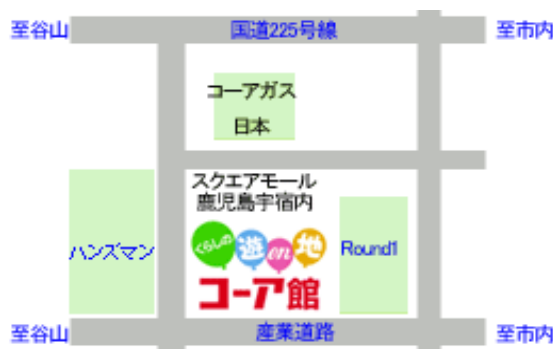 至谷山 国道225号線 至市内
コーアガス
日本
スクエアモール
鹿児島宇宿内
ハンズマン
くらしの遊en地
Round1
コーア館
至谷山 産業道路 至市内